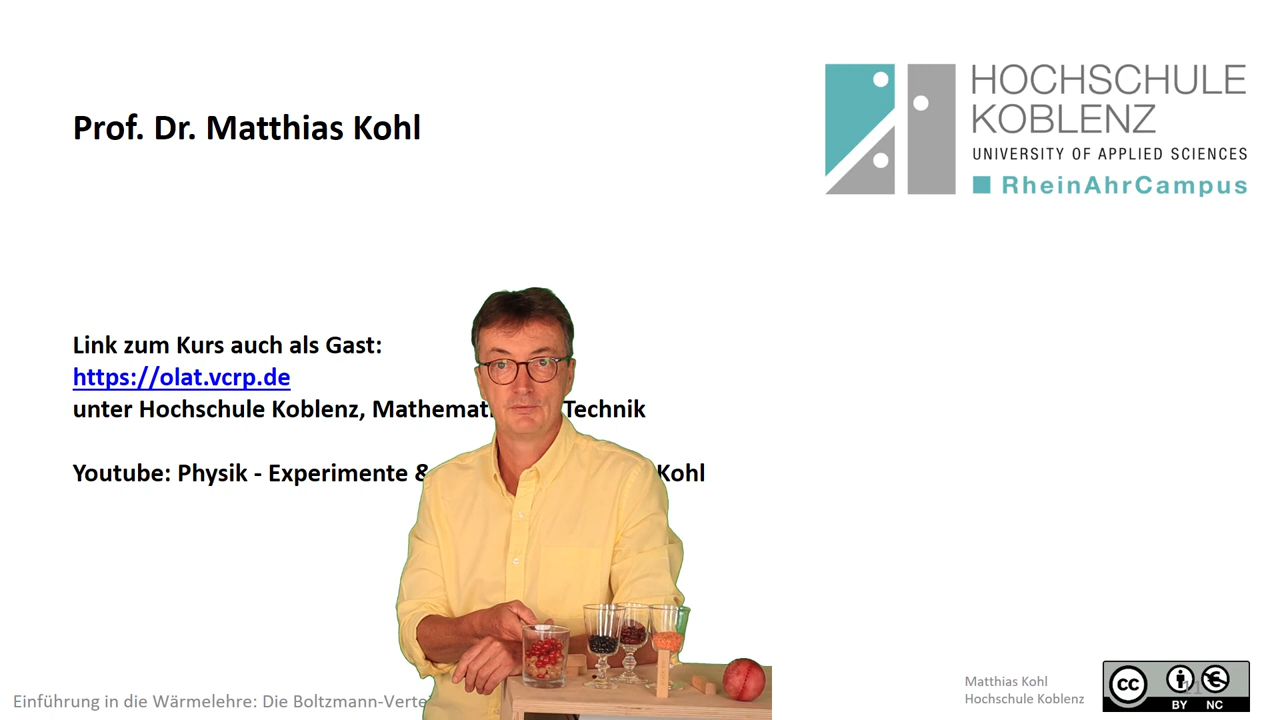 Prof. Dr. Matthias Kohl
HOCHSCHULE
KOBLENZ
UNIVERSITY OF APPLIED SCIENCES
RheinAhrCampus
Link zum Kurs auch als Gast:
https://olat.vcrp.de
unter Hochschule Koblenz, Mathemat Technik
Youtube: Physik - Experimente & Kohl
Einführung in die Wärmelehre: Die Boltzmann-Verte
Matthias Kohl
Hochschule Koblenz
CC BY NC